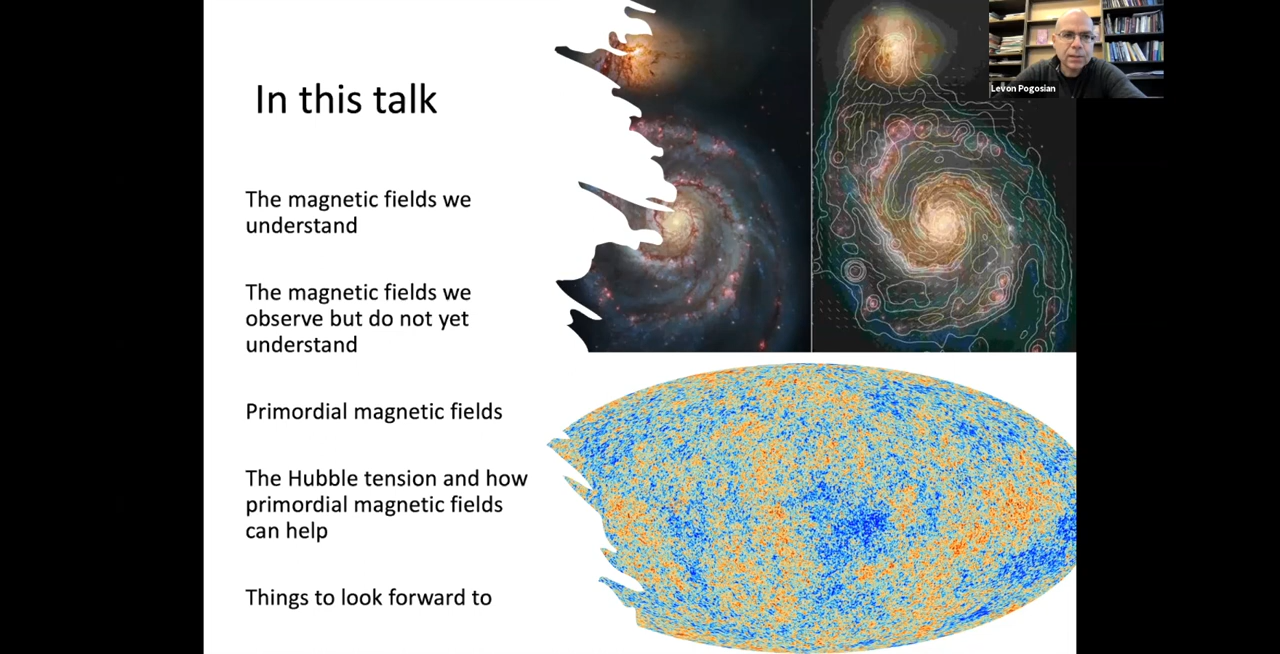 In this talk
The magnetic fields we
understand
The magnetic fields we
observe but do not yet
understand
Primordial magnetic fields
The Hubble tension and how
primordial magnetic fields
can help
Things to look forward to
Levon Pogosian